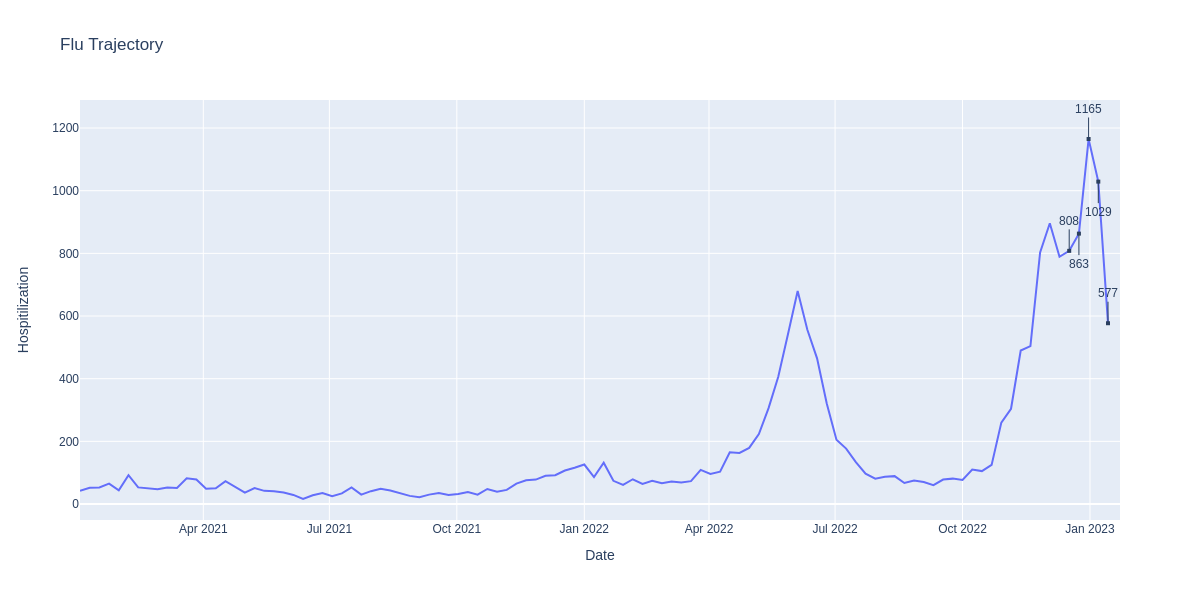 Flu Trajectory
1165
1200
1000
1029
808
800
863
577
600
400
200
0
Hospitilization
Apr 2021
Jul 2021
Oct 2021
Jan 2022
Apr 2022
Jul 2022
Oct 2022
Jan 2023
Date